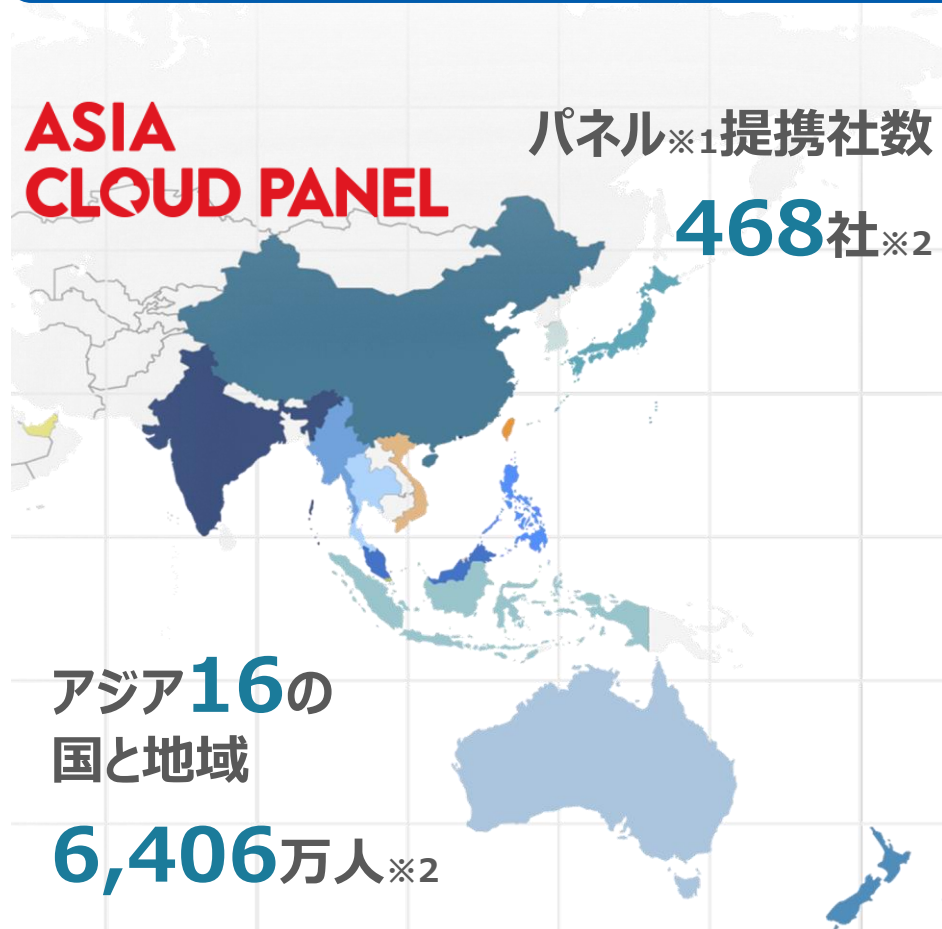 ASIA
CLOUD PANEL
パネル※1提携社数
468社※2
アジア16の
国と地域
6,406万人※2